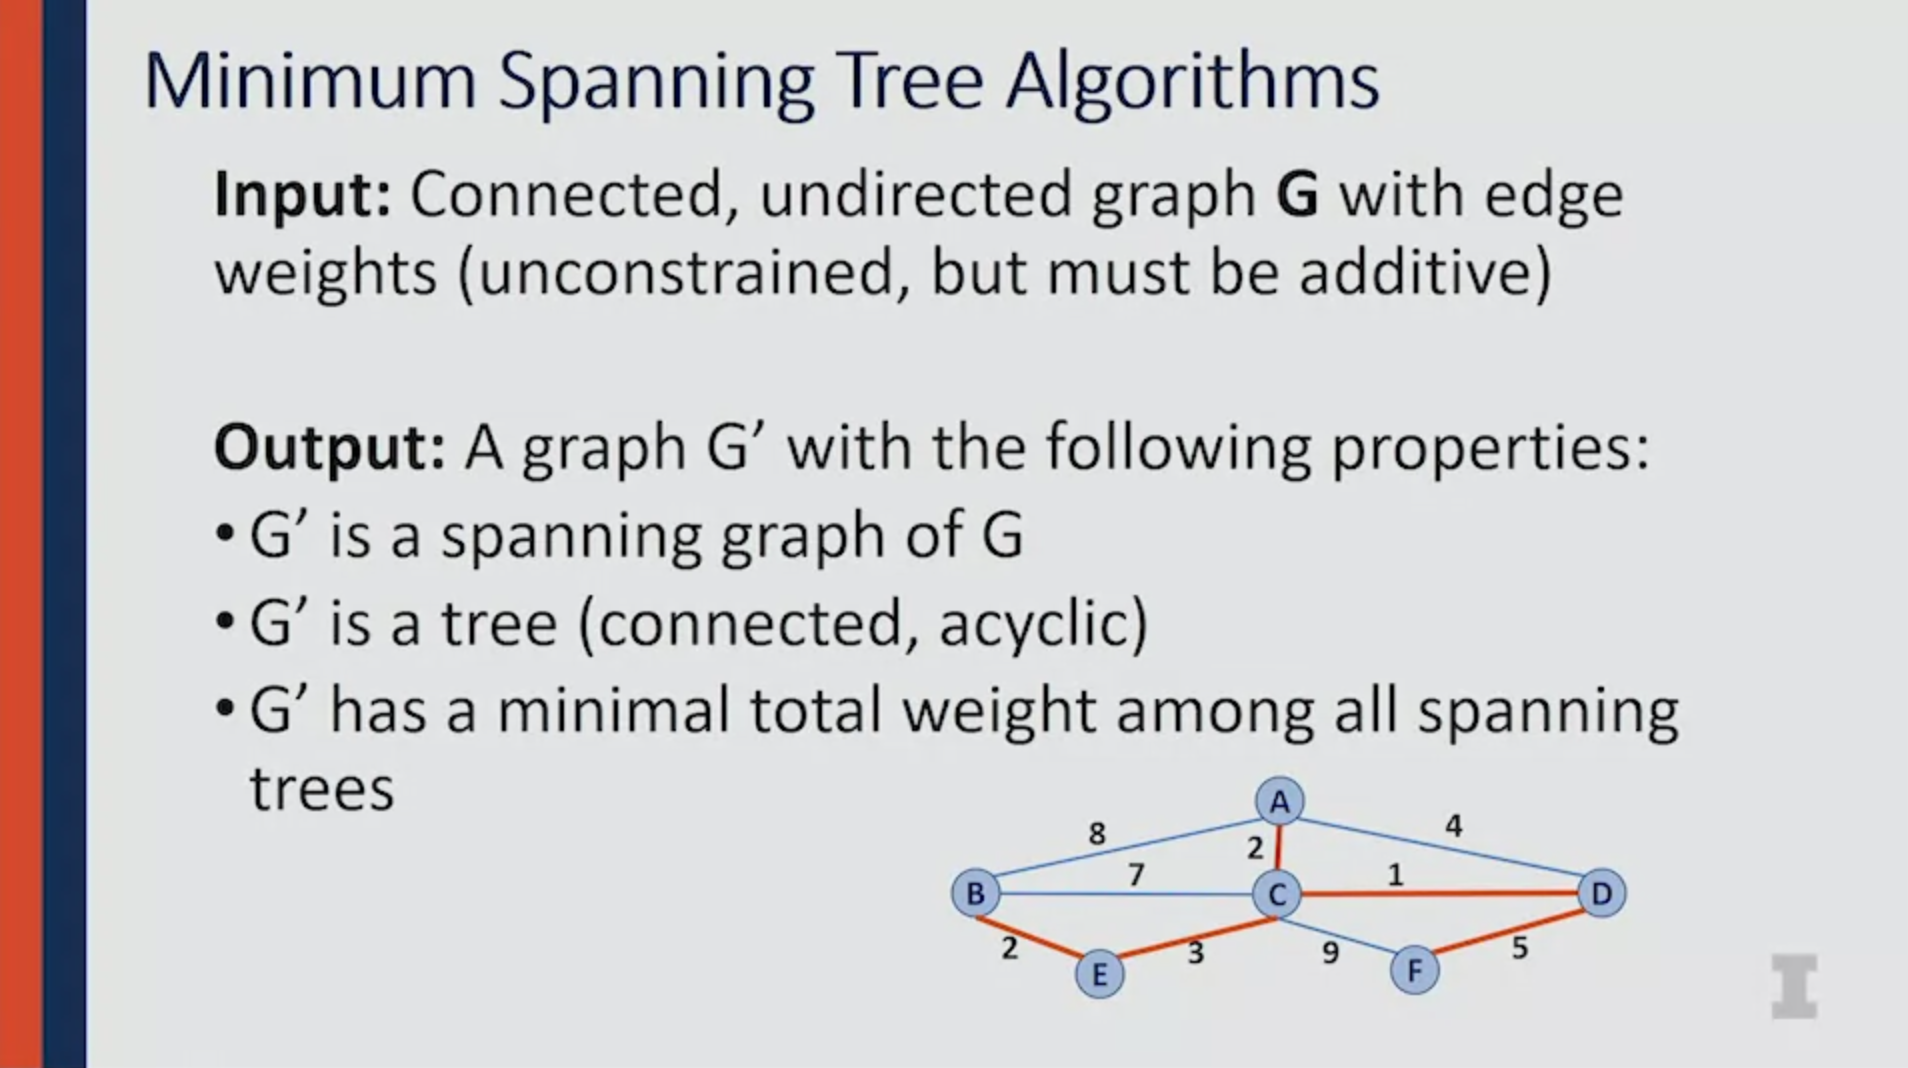 Minimum Spanning Tree Algorithms
Input: Connected, undirected graph G with edge
weights (unconstrained, but must be additive)
Output: A graph G’ with the following properties:
• G’ is a spanning graph of G
• G’ is a tree (connected, acyclic)
• G’ has a minimal total weight among all spanning
trees
A
8
4
2
7
1
B
C
D
2
3
9
5
E
F
I